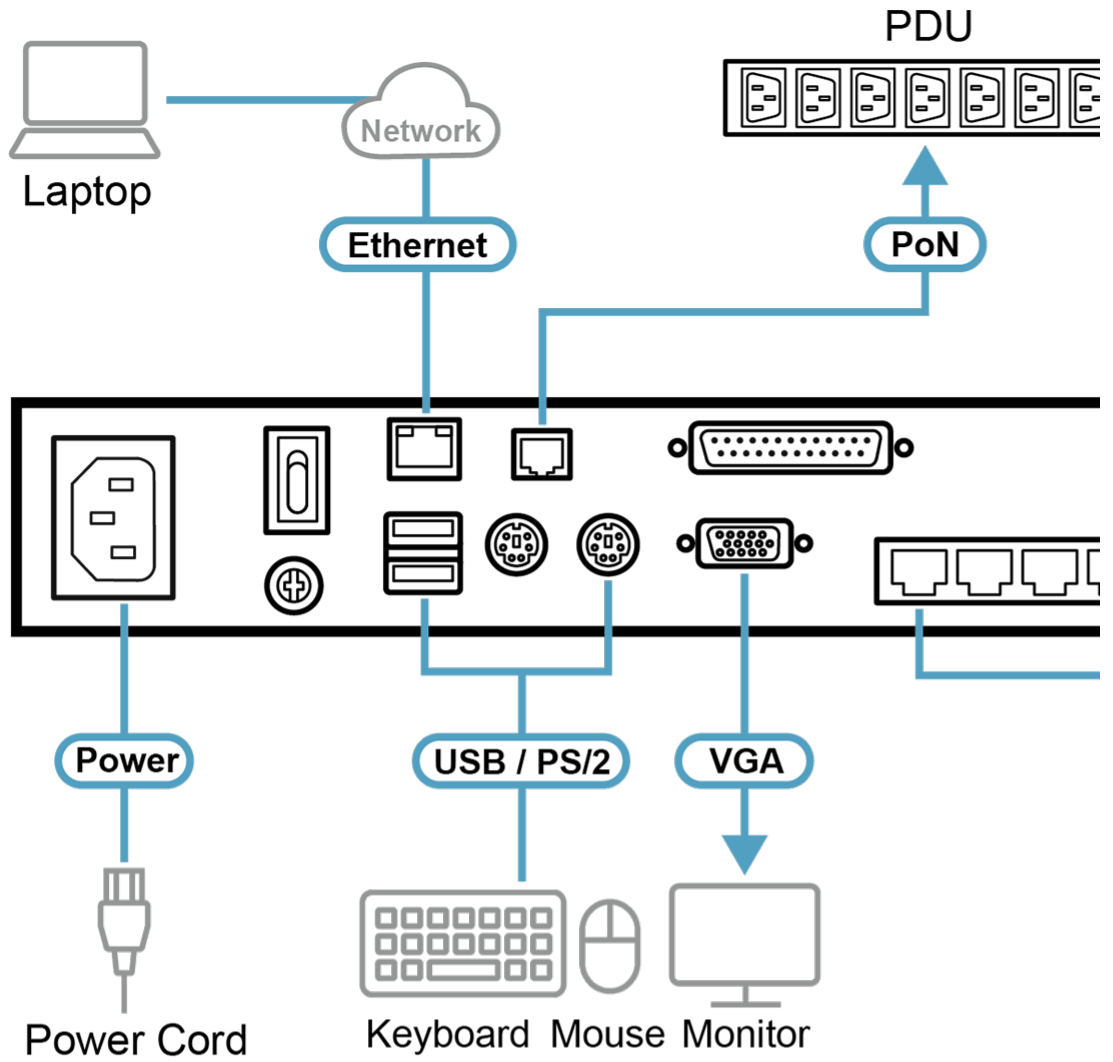 PDU
Network
Laptop
Ethernet
PoN
Power
USB / PS/2
VGA
Power Cord
Keyboard
Mouse
Monitor